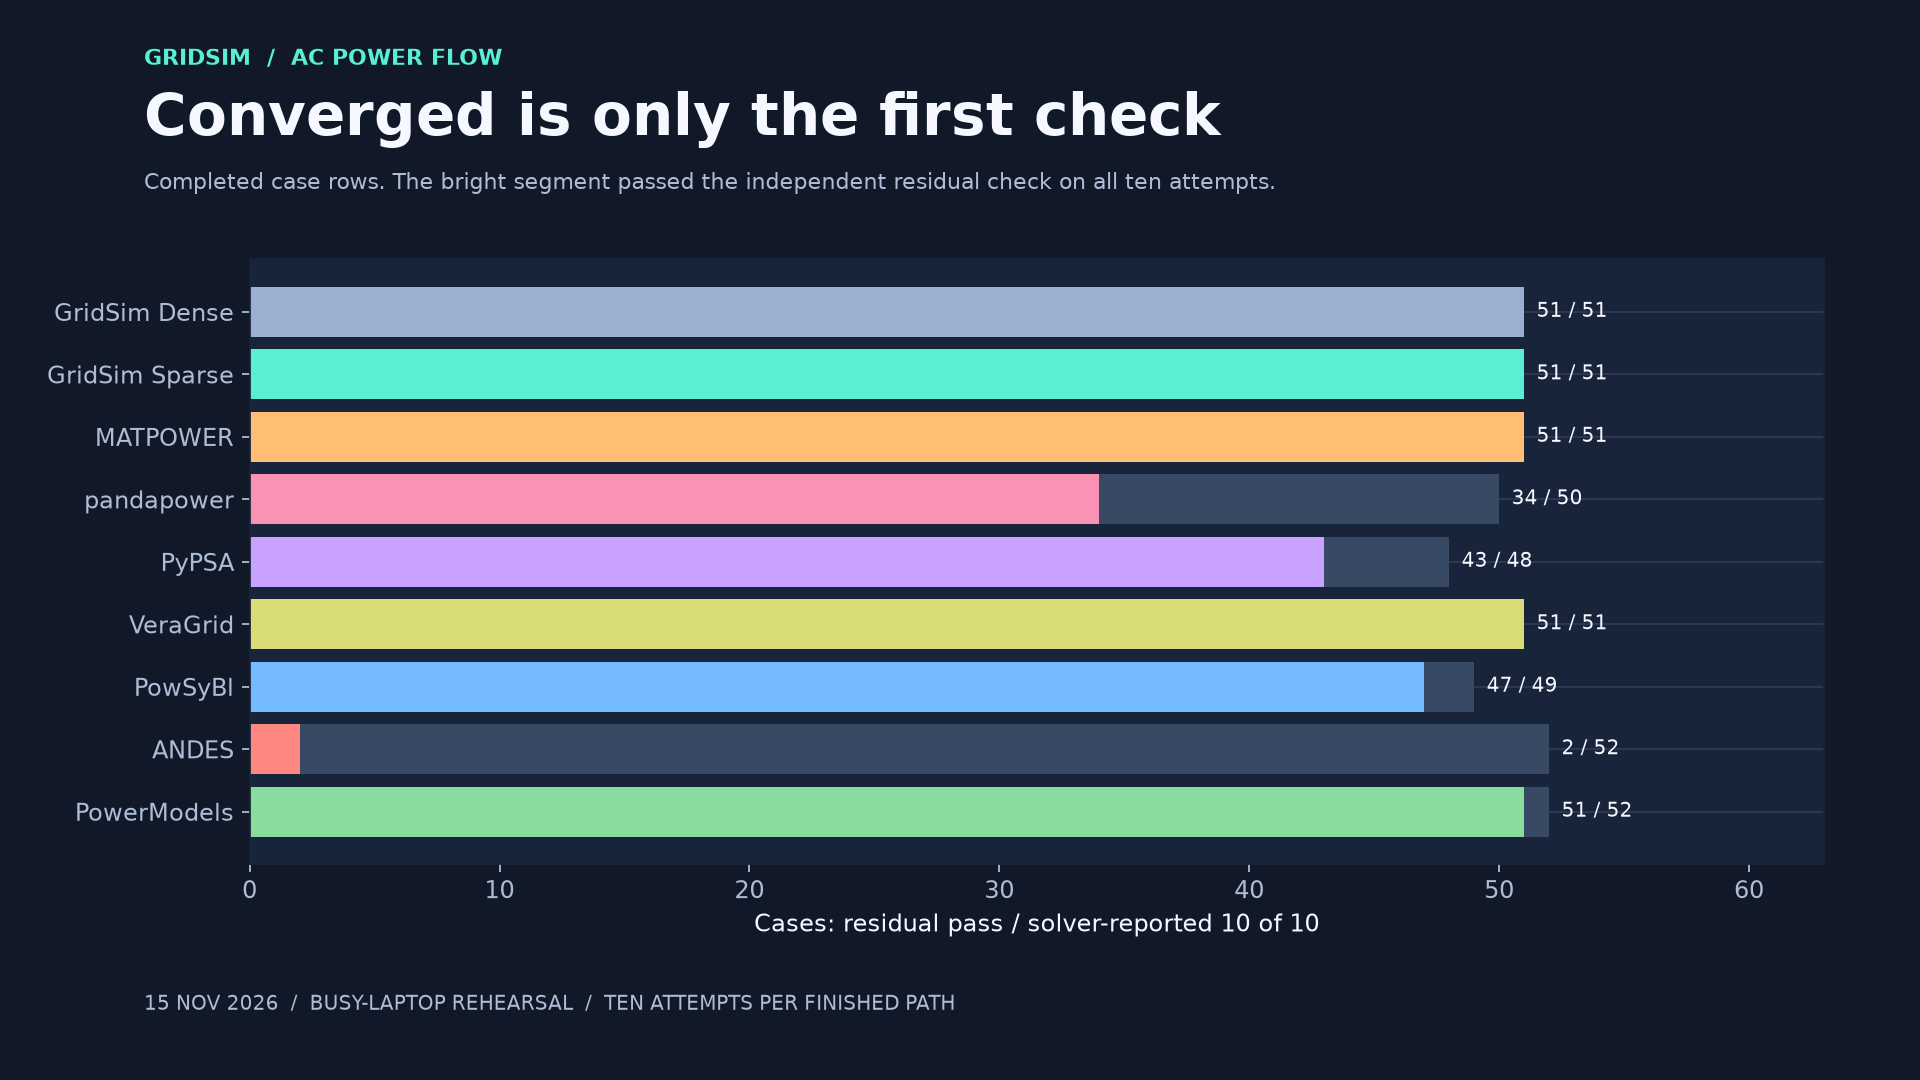 GRIDSIM / AC POWER FLOW
Converged is only the first check
Completed case rows. The bright segment passed the independent residual check on all ten attempts.
GridSim Dense 51 / 51
GridSim Sparse 51 / 51
MATPOWER 51 / 51
pandapower 34 / 50
PyPSA 43 / 48
VeraGrid 51 / 51
PowSyBl 47 / 49
ANDES 2 / 52
PowerModels 51 / 52
0 10 20 30 40 50 60
Cases: residual pass / solver-reported 10 of 10
15 NOV 2026 / BUSY-LAPTOP REHEARSAL / TEN ATTEMPTS PER FINISHED PATH